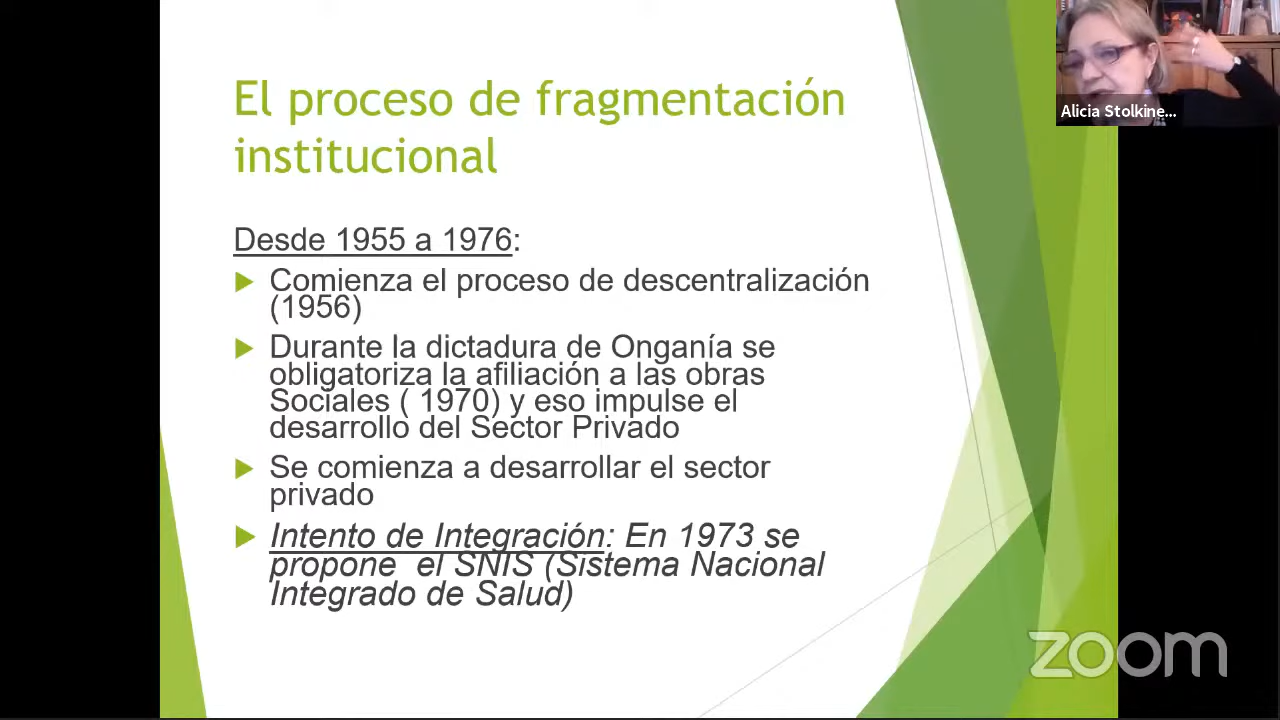 El proceso de fragmentación
institucional
Alicia Stolkine...
Desde 1955 a 1976:
Comienza el proceso de descentralización
(1956)
Durante la dictadura de Onganía se
obligatoriza la afiliación a las obras
Sociales ( 1970) y eso impulse el
desarrollo del Sector Privado
Se comienza a desarrollar el sector
privado
Intento de Integración: En 1973 se
propone el SNIS (Sistema Nacional
Integrado de Salud)
zoom